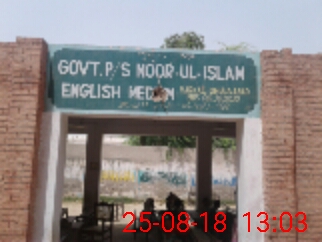 GOVT. P/S NOOR-UL-ISLAM
ENGLISH MEDIUM
25-08-18 13:03